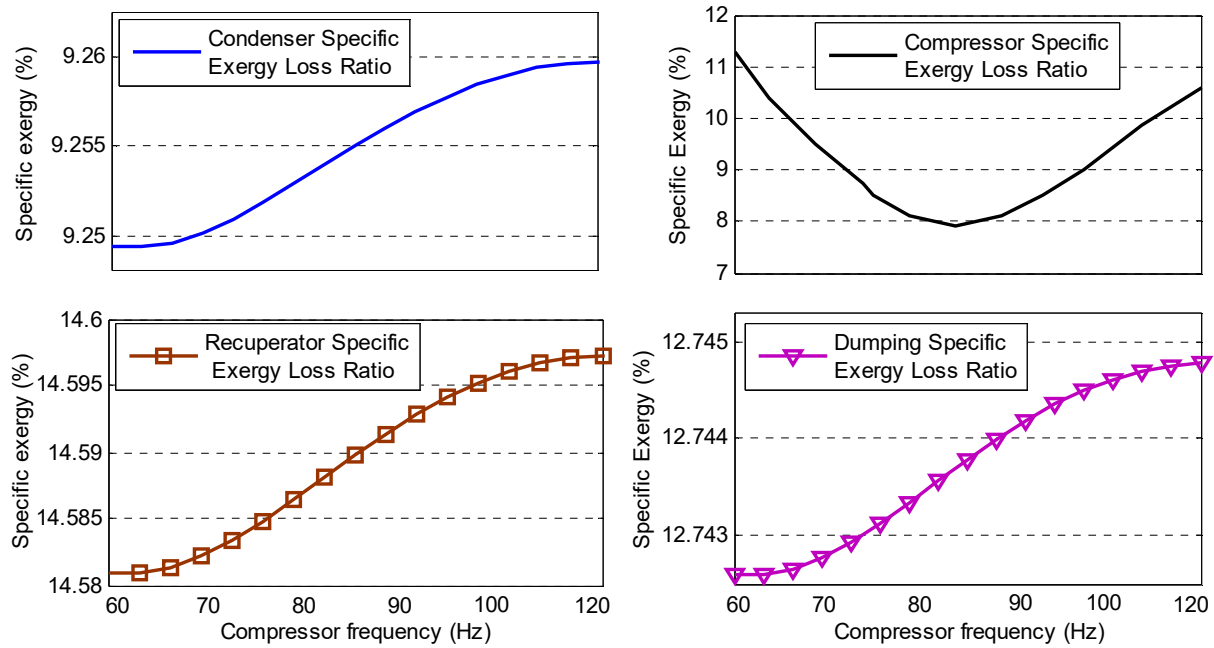 Specific exergy (%)
9.26
9.255
9.25
Condenser Specific
Exergy Loss Ratio
Specific Exergy (%)
12
11
10
9
8
7
Compressor Specific
Exergy Loss Ratio
Specific exergy (%)
14.6
14.595
14.59
14.585
14.58
Recuperator Specific
Exergy Loss Ratio
60 70 80 90 100 110 120
Compressor frequency (Hz)
Specific Exergy (%)
12.745
12.744
12.743
Dumping Specific
Exergy Loss Ratio
60 70 80 90 100 110 120
Compressor frequency (Hz)